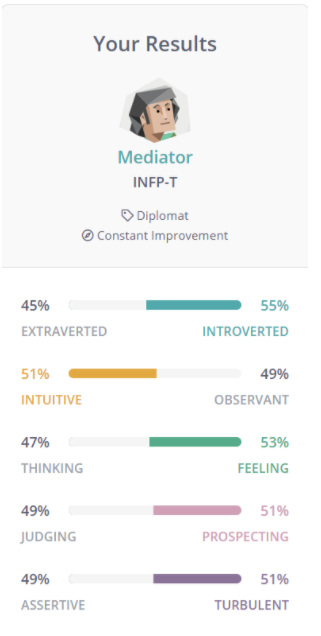 Your Results
Mediator
INFP-T
Diplomat
Constant Improvement
45% 55%
EXTRAVERTED INTROVERTED
51% 49%
INTUITIVE OBSERVANT
47% 53%
THINKING FEELING
49% 51%
JUDGING PROSPECTING
49% 51%
ASSERTIVE TURBULENT